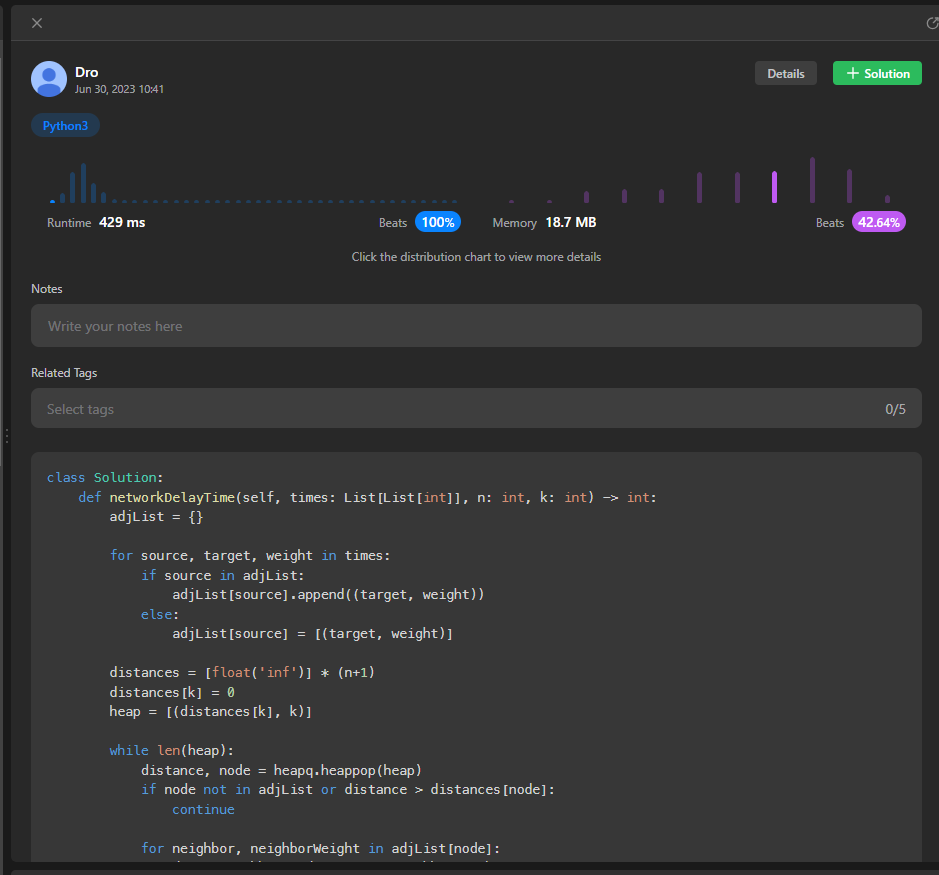 Dro
Jun 30, 2023 10:41
Details
+ Solution
Python3
Runtime 429 ms
Beats 100%
Memory 18.7 MB
Beats 42.64%
Click the distribution chart to view more details
Notes
Write your notes here
Related Tags
Select tags
0/5
class Solution:
    def networkDelayTime(self, times: List[List[int]], n: int, k: int) -> int:
        adjList = {}

        for source, target, weight in times:
            if source in adjList:
                adjList[source].append((target, weight))
            else:
                adjList[source] = [(target, weight)]

        distances = [float('inf')] * (n+1)
        distances[k] = 0
        heap = [(distances[k], k)]

        while len(heap):
            distance, node = heapq.heappop(heap)
            if node not in adjList or distance > distances[node]:
                continue

            for neighbor, neighborWeight in adjList[node]: